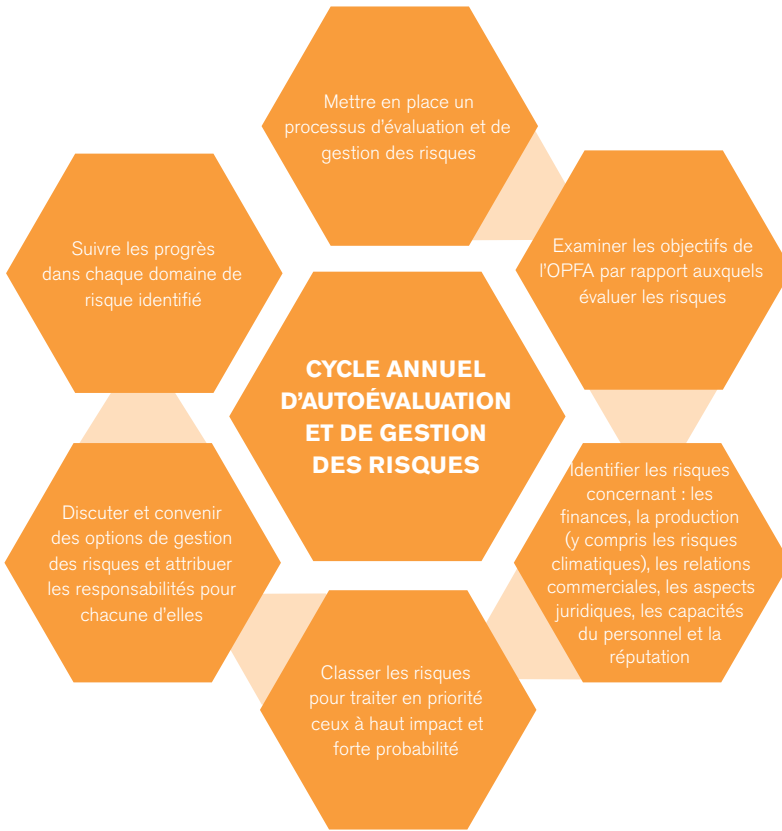 Mettre en place un
processus d'évaluation et de
gestion des risques
Examiner les objectifs de
l'OPFA par rapport auxquels
évaluer les risques
Identifier les risques
concernant : les
finances, la production
(y compris les risques
climatiques), les relations
commerciales, les aspects
juridiques, les capacités
du personnel et la
réputation
Classer les risques
pour traiter en priorité
ceux à haut impact et
forte probabilité
Discuter et convenir
des options de gestion
des risques et attribuer
les responsabilités pour
chacune d'elles
Suivre les progrès
dans chaque domaine de
risque identifié
CYCLE ANNUEL
D'AUTOÉVALUATION
ET DE GESTION
DES RISQUES